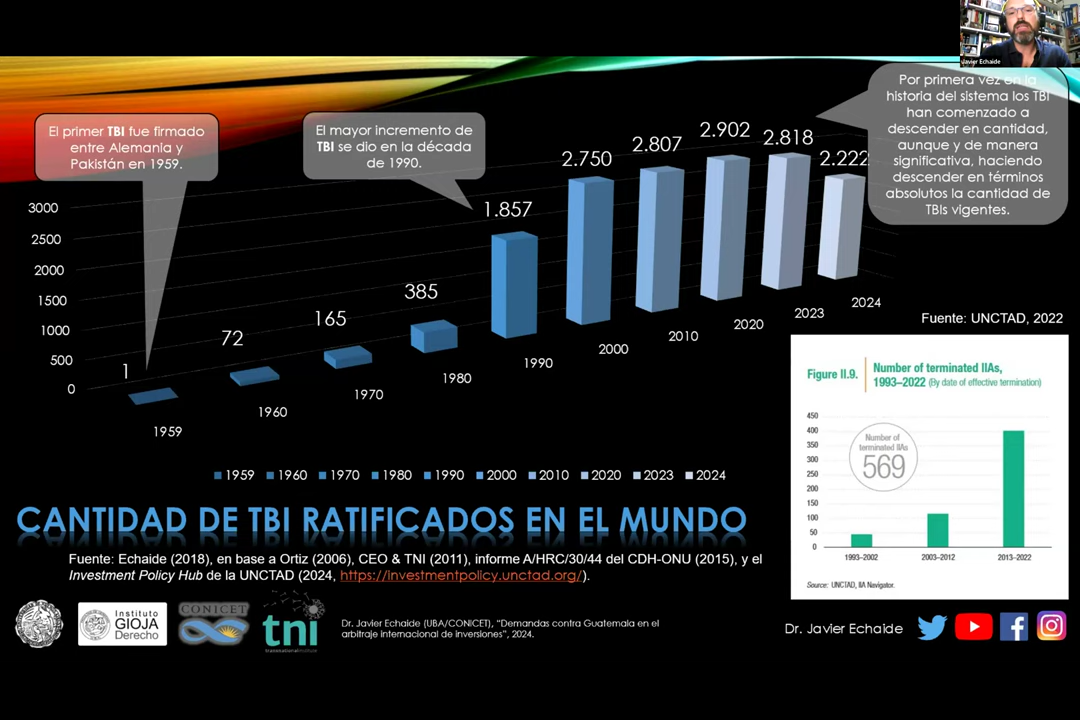 Javier Echaide
Por primera vez en la
historia del sistema los TBI
han comenzado a
descender en cantidad,
aunque y de manera
significativa, haciendo
descender en términos
absolutos la cantidad de
TBIs vigentes.
El primer TBI fue firmado
entre Alemania y
Pakistán en 1959.
El mayor incremento de
TBI se dio en la década
de 1990.
3000
2500
2000
1500
1000
500
0
1
72
165
385
1.857
2.750
2.807
2.902
2.818
2.222
1959
1960
1970
1980
1990
2000
2010
2020
2023
2024
1959 1960 1970 1980 1990 2000 2010 2020 2023 2024
Fuente: UNCTAD, 2022
Figure II.9.
Number of terminated IIAs,
1993–2022 (By date of effective termination)
450
400
350
300
250
200
150
100
50
0
Number of
terminated IIAs
569
1993–2002 2003–2012 2013–2022
Source: UNCTAD, IIA Navigator.
CANTIDAD DE TBI RATIFICADOS EN EL MUNDO
Fuente: Echaide (2018), en base a Ortiz (2006), CEO & TNI (2011), informe A/HRC/30/44 del CDH-ONU (2015), y el
Investment Policy Hub de la UNCTAD (2024, https://investmentpolicy.unctad.org/).
Instituto
GIOJA
Derecho
CONICET
tni
transnationalinstitute
Dr. Javier Echaide (UBA/CONICET), “Demandas contra Guatemala en el
arbitraje internacional de inversiones”, 2024.
Dr. Javier Echaide